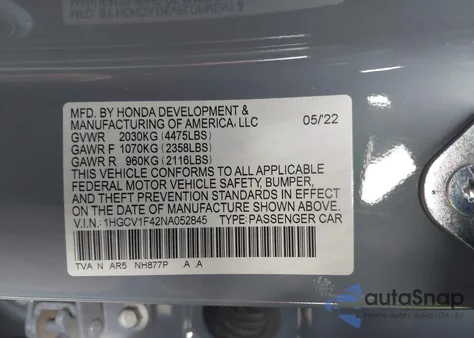 MFD. BY HONDA DEVELOPMENT &
MANUFACTURING OF AMERICA, LLC 05/'22
GVWR 2030KG (4475LBS)
GAWR F 1070KG (2358LBS)
GAWR R 960KG (2116LBS)
THIS VEHICLE CONFORMS TO ALL APPLICABLE
FEDERAL MOTOR VEHICLE SAFETY, BUMPER,
AND THEFT PREVENTION STANDARDS IN EFFECT
ON THE DATE OF MANUFACTURE SHOWN ABOVE.
V.I.N.: 1HGCV1F42NA052845 TYPE: PASSENGER CAR
TVA N AR5 NH877P .A .A
autoSnap